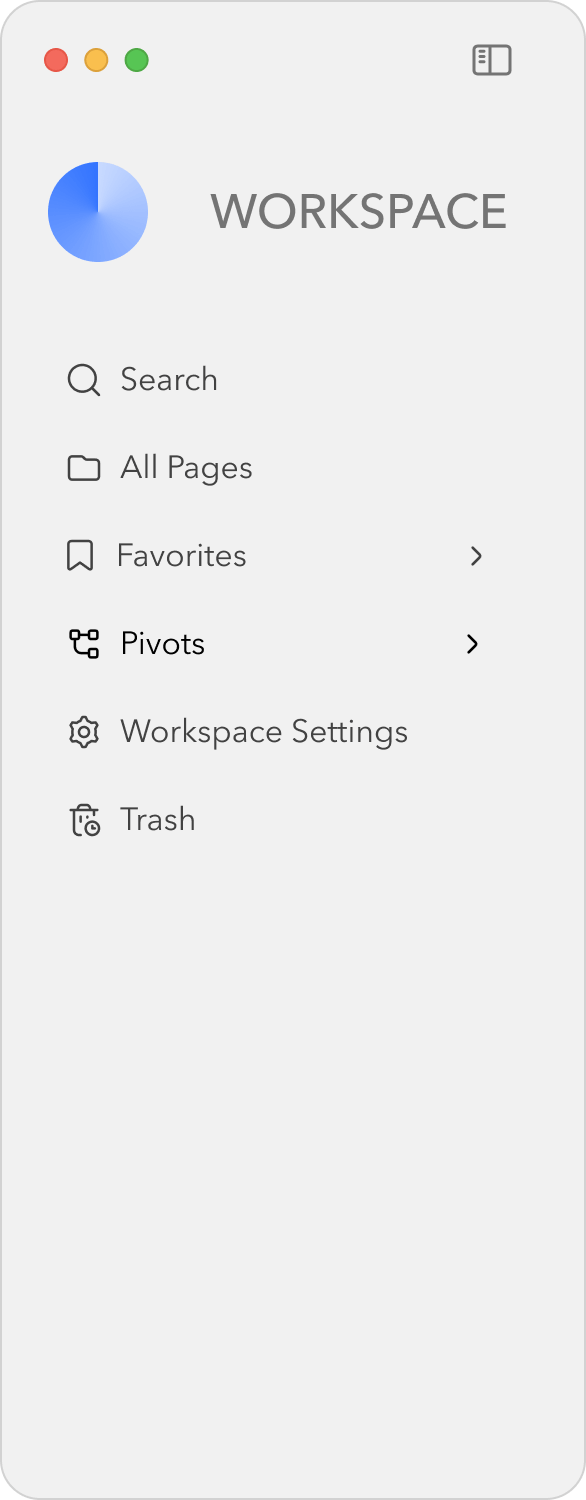 WORKSPACE
Search
All Pages
Favorites
Pivots
Workspace Settings
Trash